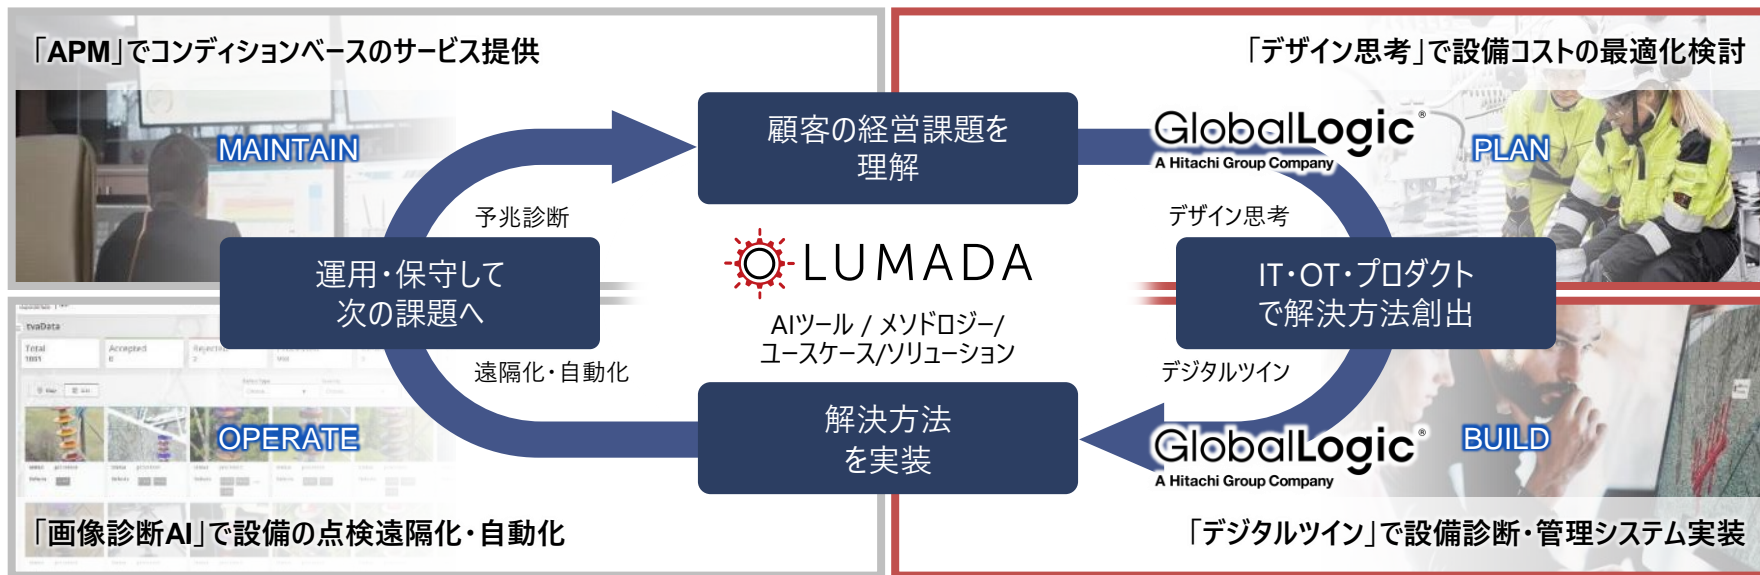 「APM」でコンディションベースのサービス提供
「デザイン思考」で設備コストの最適化検討
MAINTAIN
顧客の経営課題を
理解
GlobalLogic®
A Hitachi Group Company
PLAN
予兆診断
デザイン思考
運用・保守して
次の課題へ
LUMADA
AIツール / メソドロジー/
ユースケース/ソリューション
IT・OT・プロダクト
で解決方法創出
遠隔化・自動化
デジタルツイン
tvaData
Total
1091
Accepted
0
Rejected
2
OPERATE
解決方法
を実装
GlobalLogic®
A Hitachi Group Company
BUILD
「画像診断AI」で設備の点検遠隔化・自動化
「デジタルツイン」で設備診断・管理システム実装